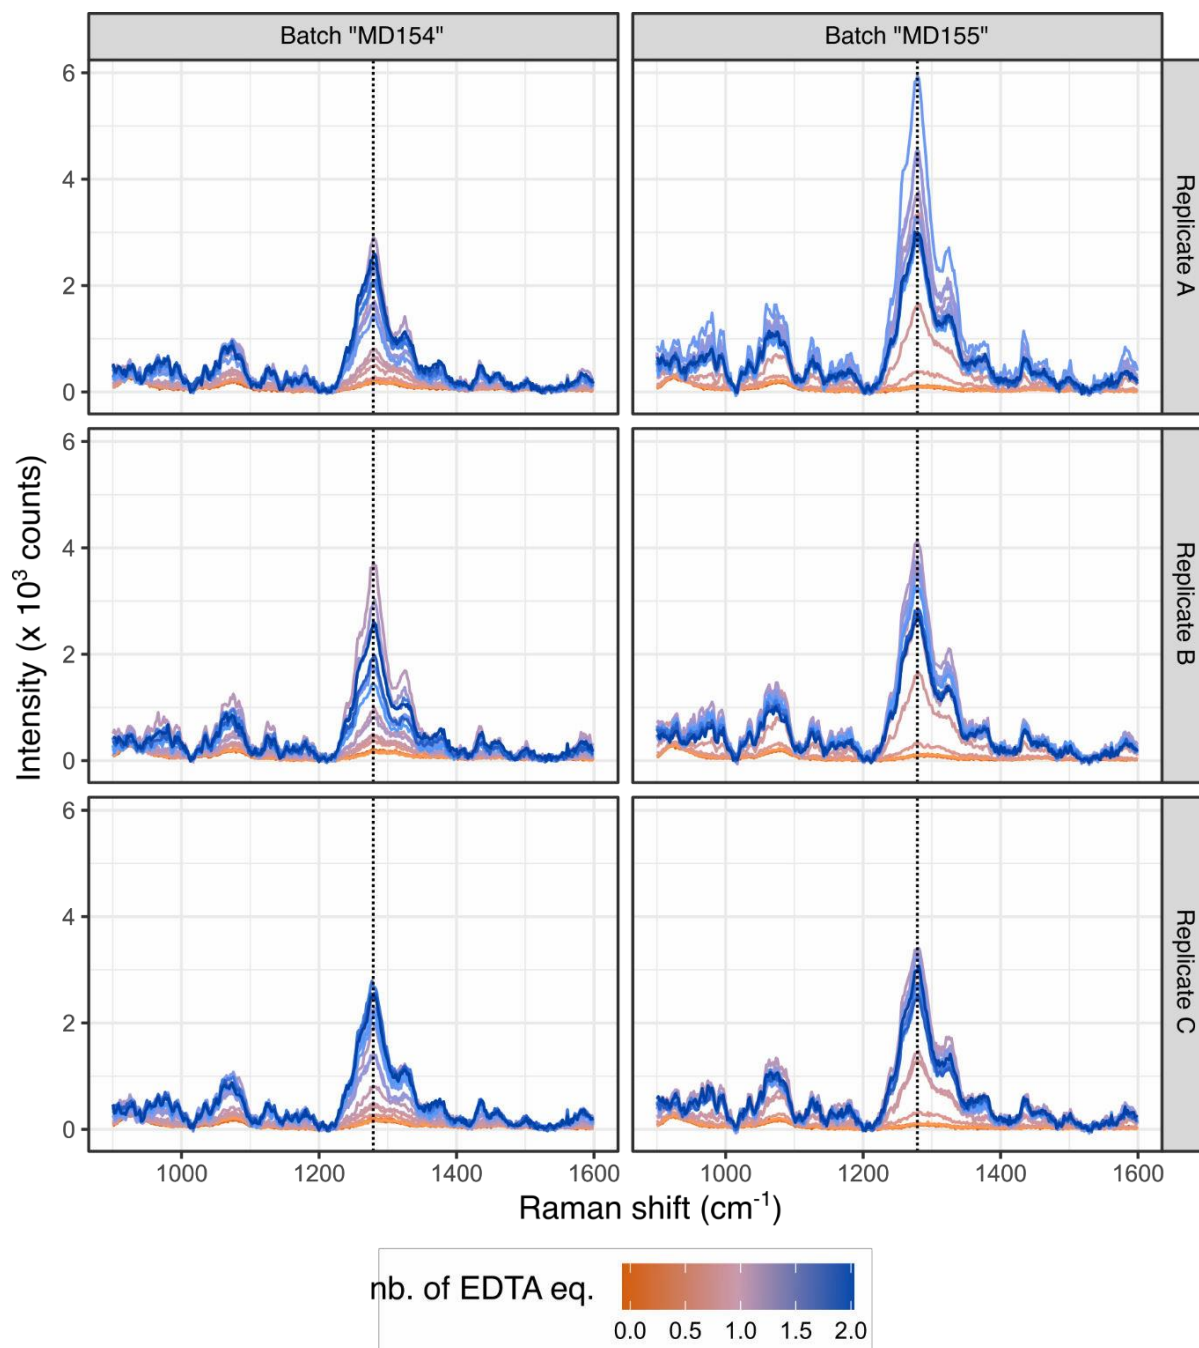 Batch "MD154" Batch "MD155"
6
4
2
0
Replicate A
6
4
2
0
Replicate B
6
4
2
0
Replicate C
Intensity (x 10³ counts)
1000 1200 1400 1600 1000 1200 1400 1600
Raman shift (cm⁻¹)
nb. of EDTA eq.
0.0 0.5 1.0 1.5 2.0